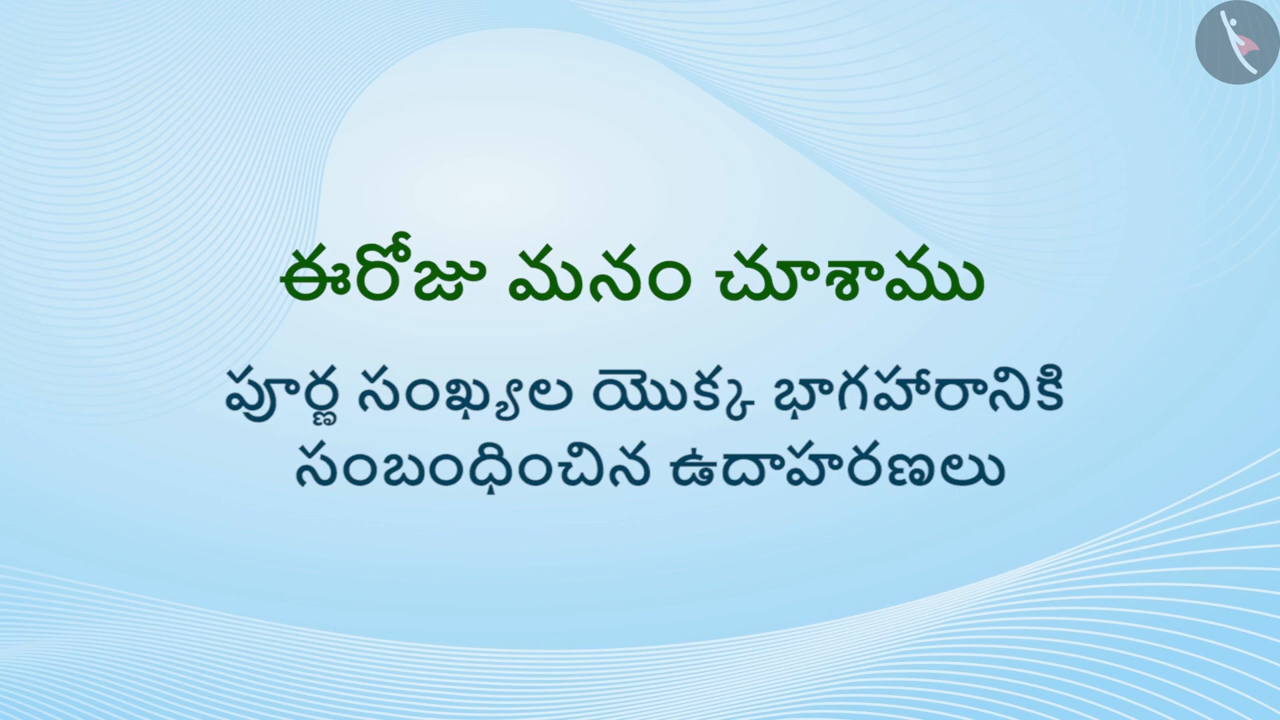 ఈరోజు మనం చూశాము
పూర్ణ సంఖ్యల యొక్క భాగహారానికి
సంబంధించిన ఉదాహరణలు